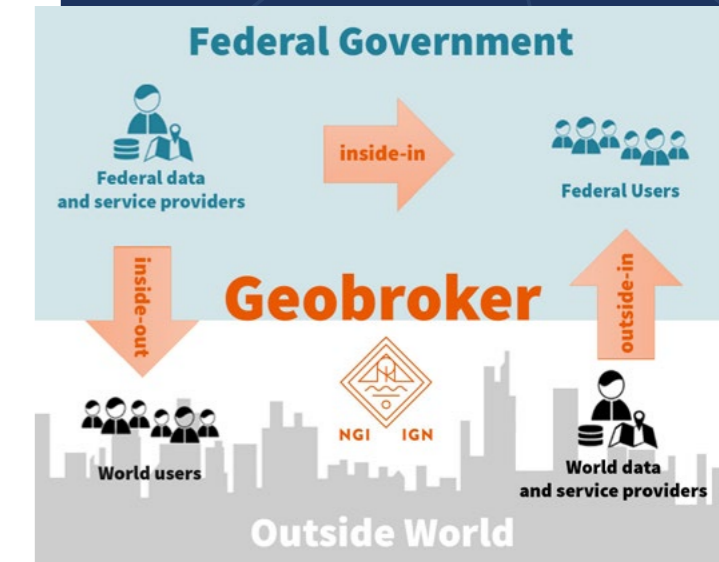 Federal Government
Federal data
and service providers
inside-in
Federal Users
inside-out
Geobroker
outside-in
NGI IGN
World users
World data
and service providers
Outside World